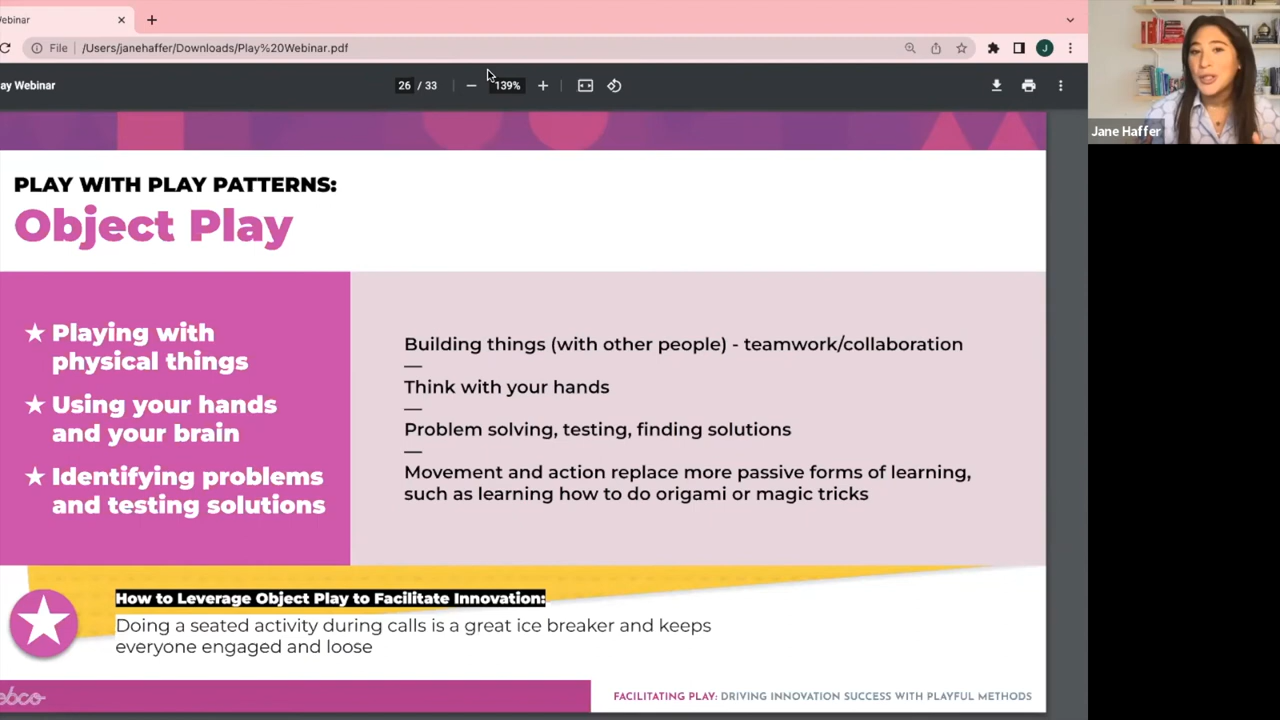 ebinar
File
/Users/janehaffer/Downloads/Play%20Webinar.pdf
J
ay Webinar
26 / 33
139%
Jane Haffer
PLAY WITH PLAY PATTERNS:
Object Play
Playing with
physical things
Using your hands
and your brain
Identifying problems
and testing solutions
Building things (with other people) - teamwork/collaboration
Think with your hands
Problem solving, testing, finding solutions
Movement and action replace more passive forms of learning,
such as learning how to do origami or magic tricks
How to Leverage Object Play to Facilitate Innovation:
Doing a seated activity during calls is a great ice breaker and keeps
everyone engaged and loose
ebco
FACILITATING PLAY: DRIVING INNOVATION SUCCESS WITH PLAYFUL METHODS